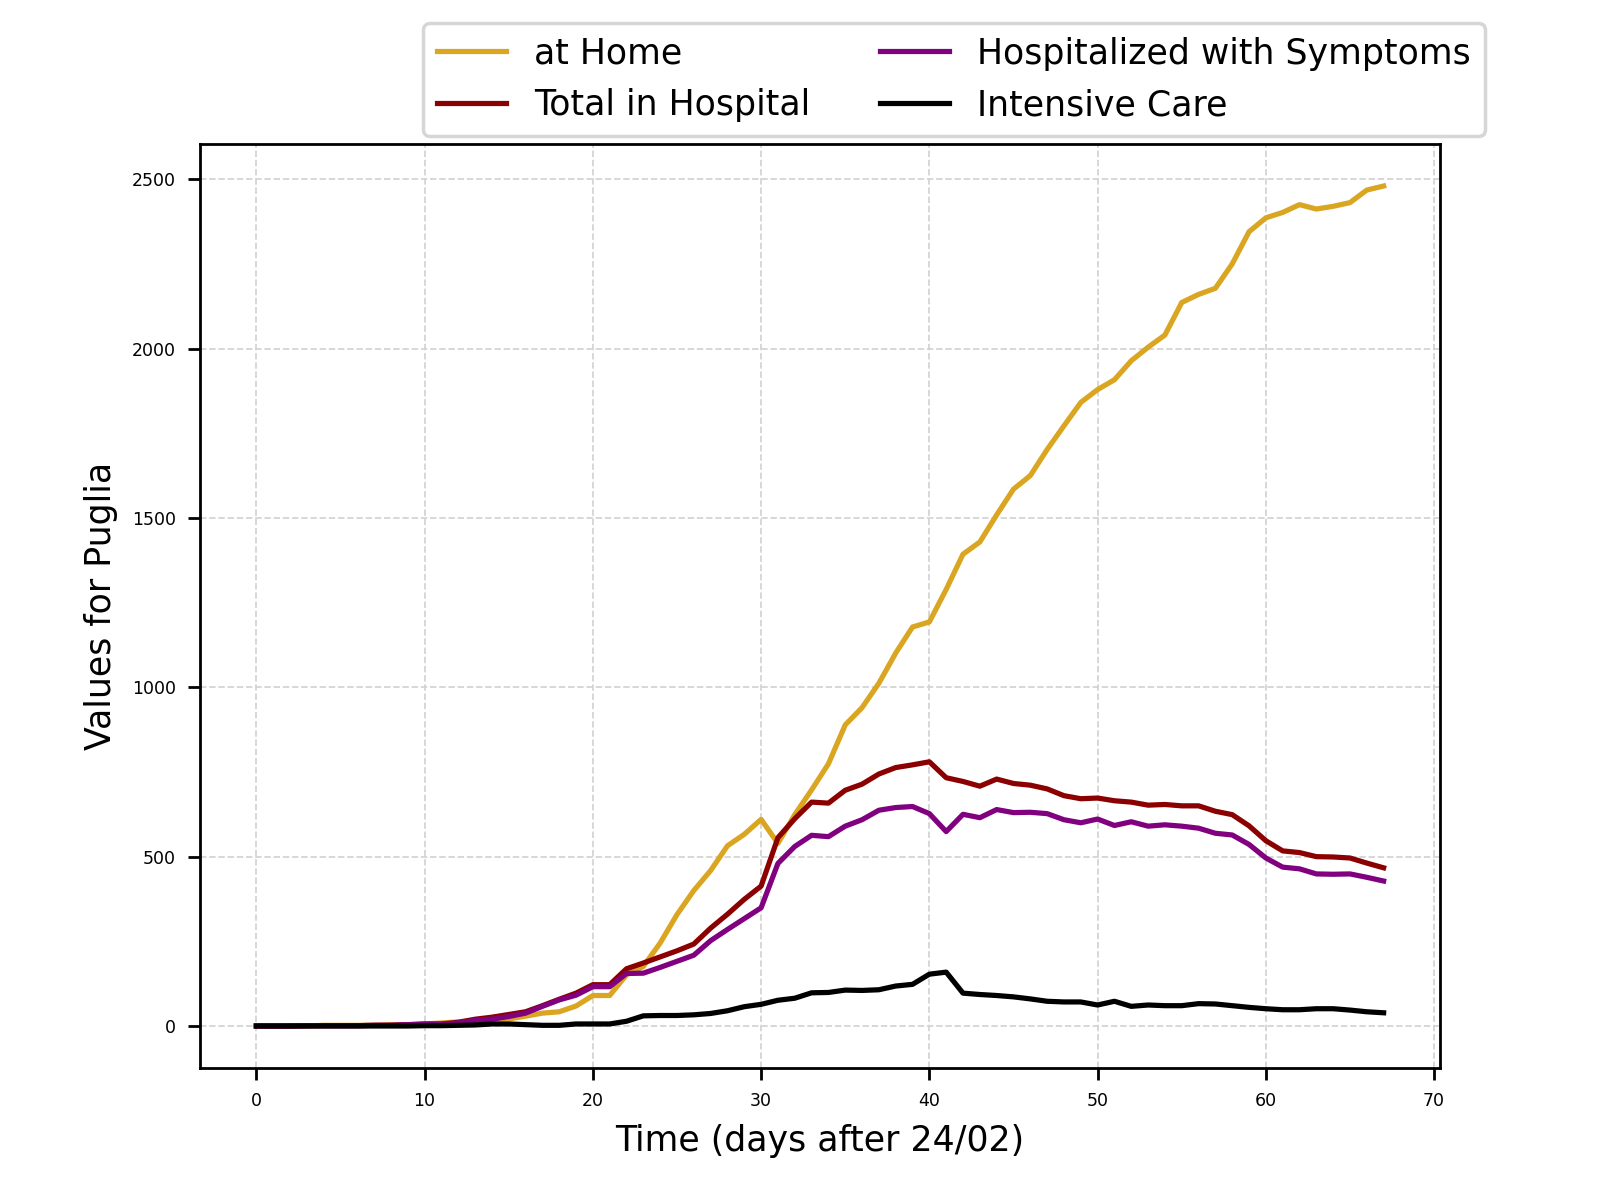 at Home
Total in Hospital
Hospitalized with Symptoms
Intensive Care
Values for Puglia
2500
2000
1500
1000
500
0
0 10 20 30 40 50 60 70
Time (days after 24/02)